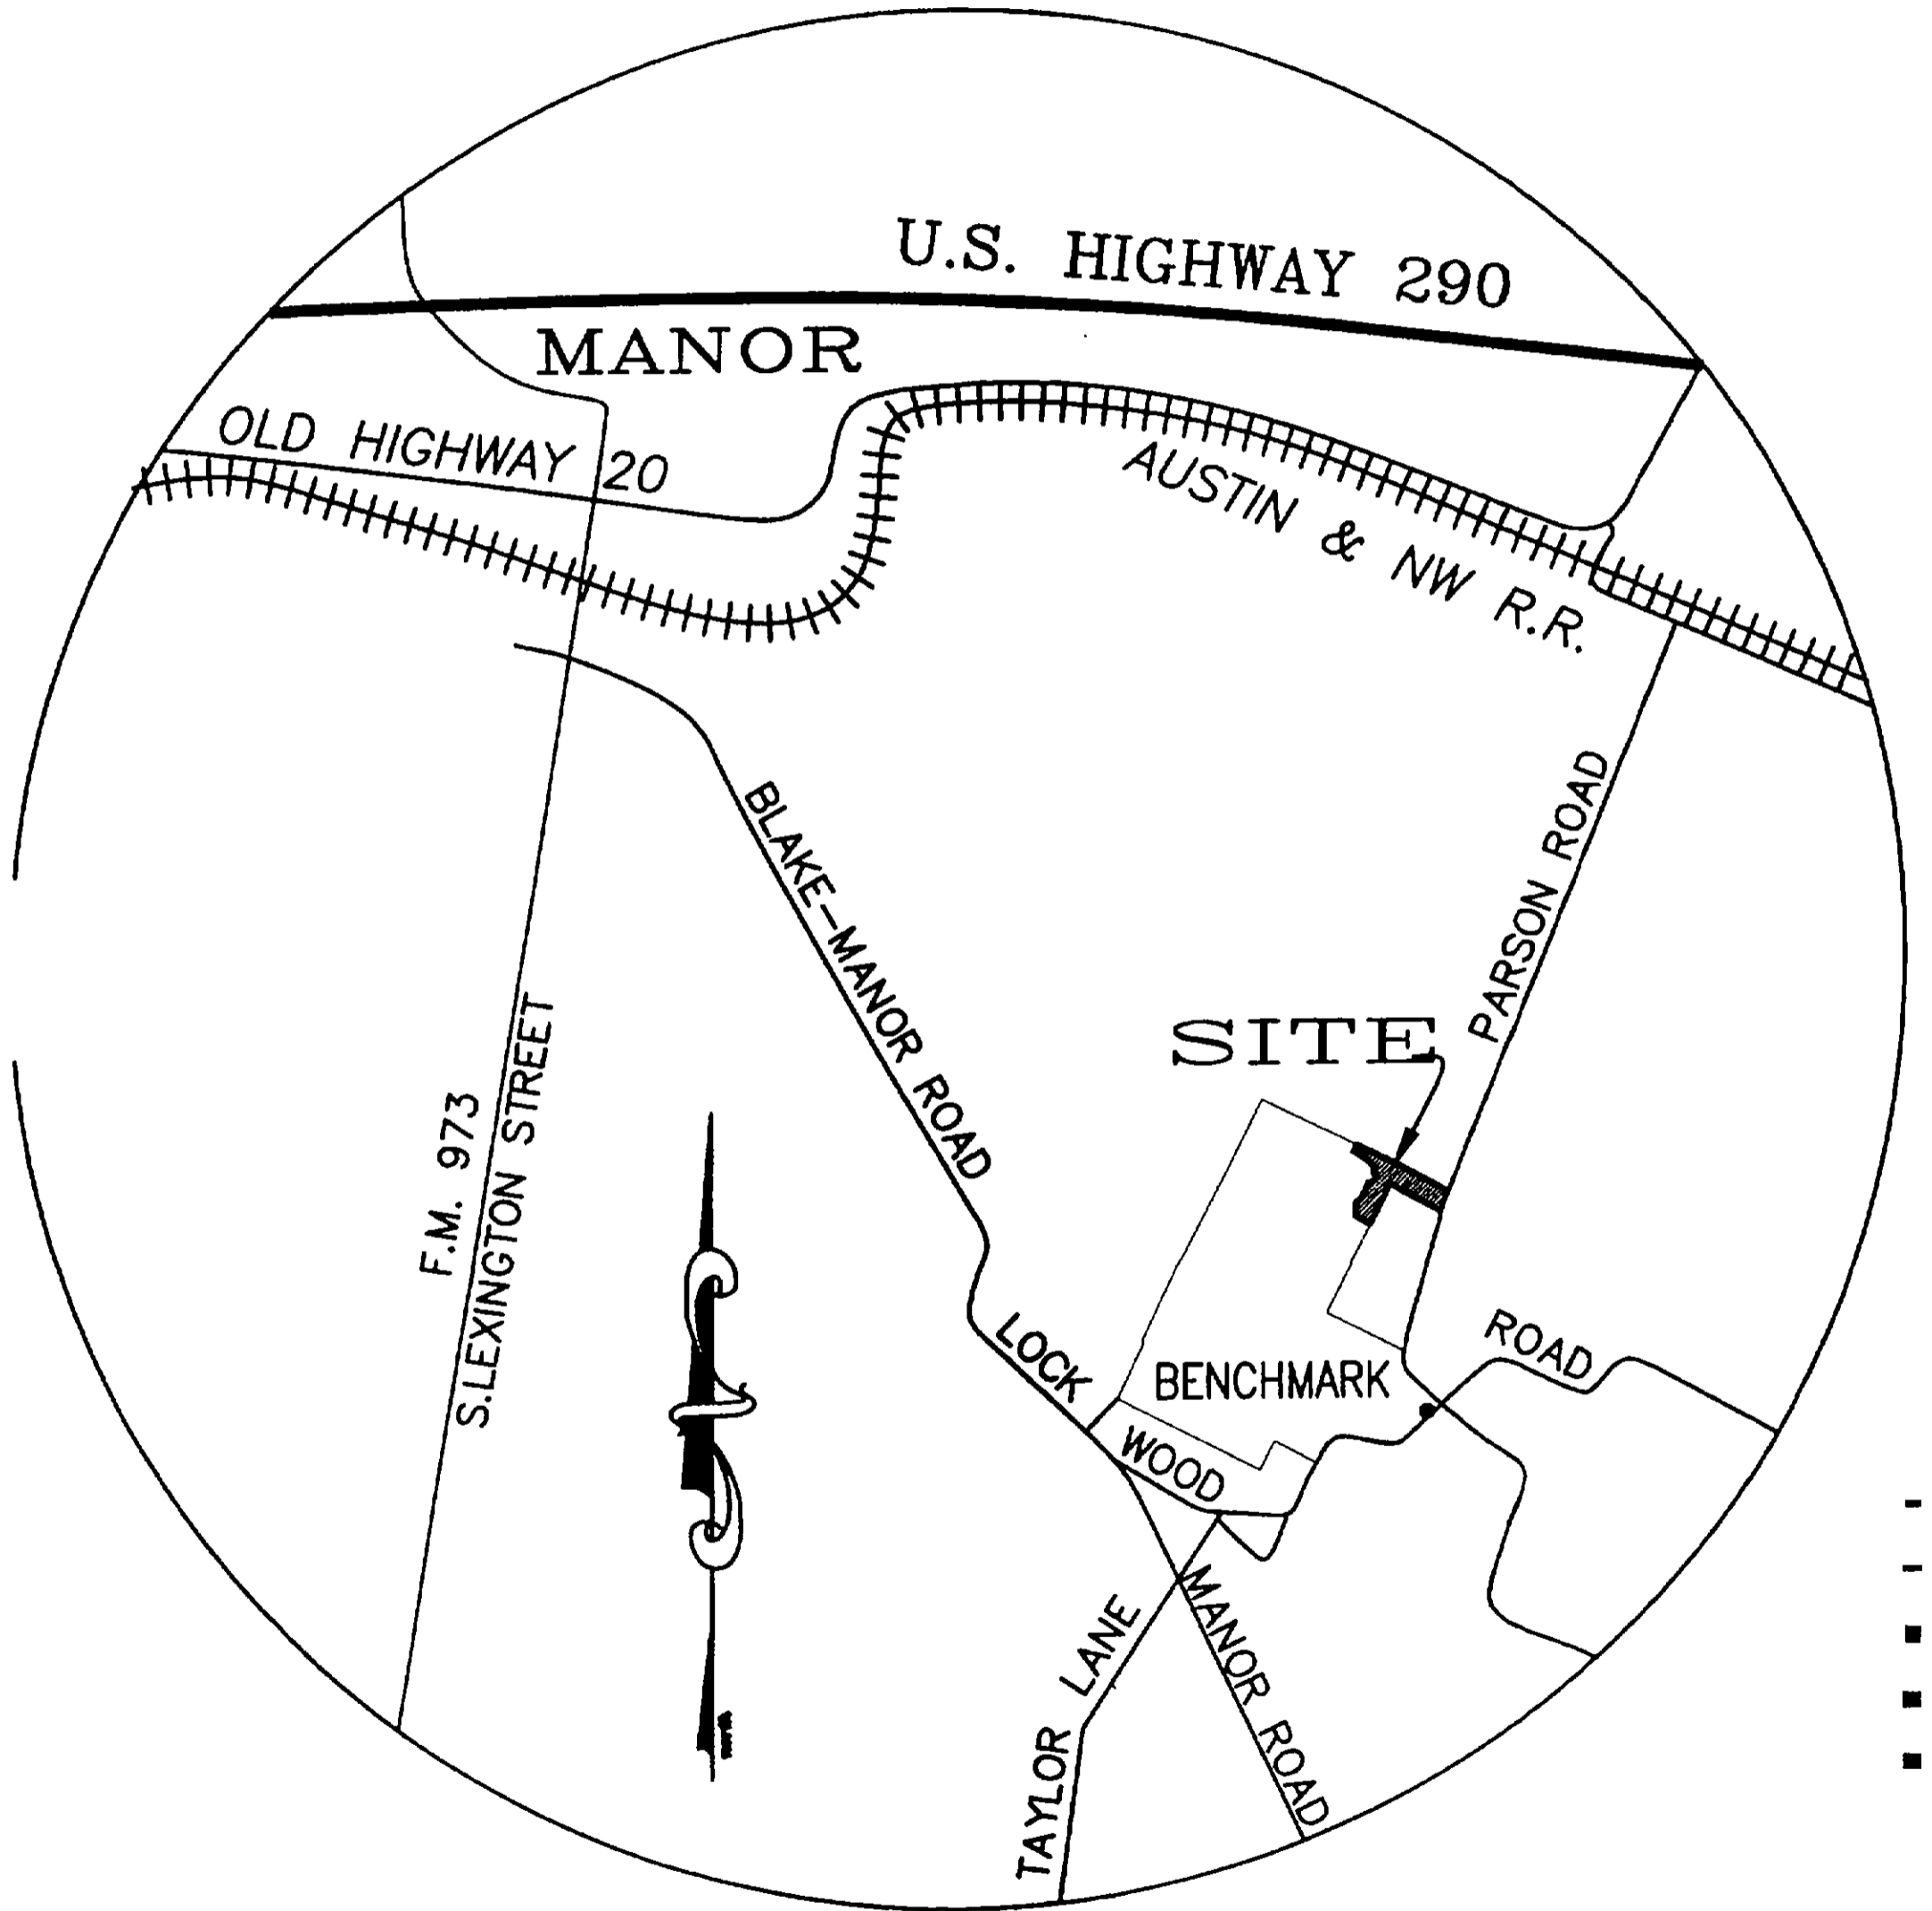 U.S. HIGHWAY 290
MANOR
OLD HIGHWAY 20
AUSTIN & NW R.R.
BLAKE-MANOR ROAD
PARSON ROAD
SITE
F.M. 973
S.LEXINGTON STREET
LOCK
WOOD
ROAD
BENCHMARK
TAYLOR LANE
MANOR ROAD